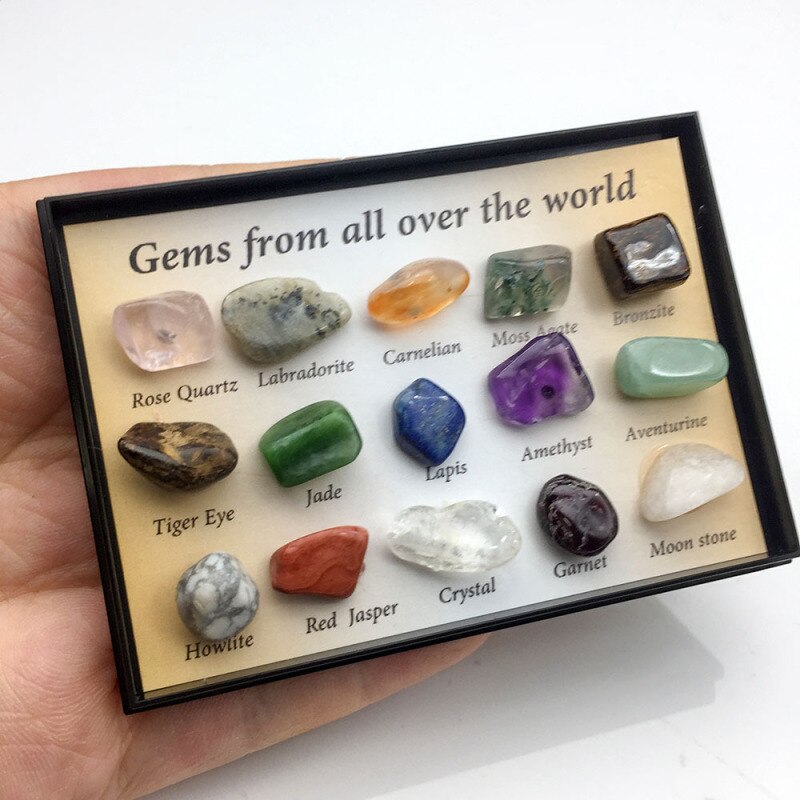 Gems from all over the world
Rose Quartz Labradorite Carnelian Moss Agate Bronzite
Tiger Eye Jade Lapis Amethyst Aventurine
Howlite Red Jasper Crystal Garnet Moon stone